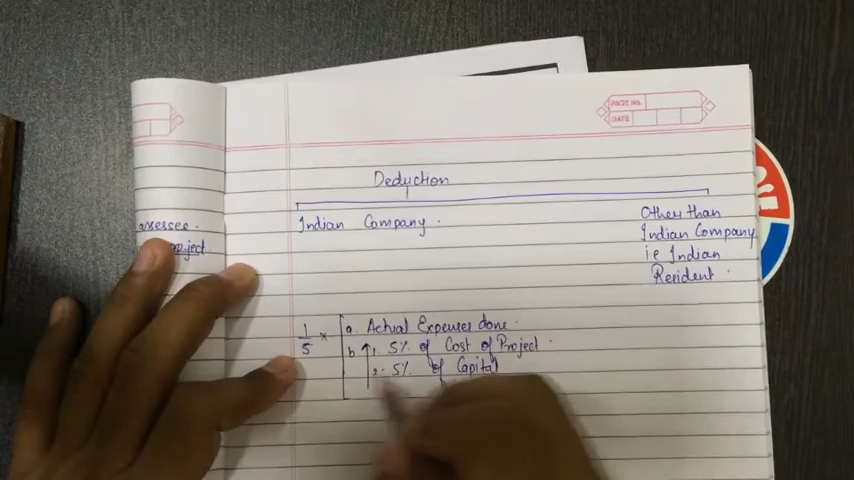 PAGE NO.
DATE
Deduction
Indian Company.
Other than
Indian Company
ie Indian
Resident.
assessee.
project.
1/5 × a. Actual Expenses done.
b 1. 5% of Cost of Project.
2. 5% of Capital